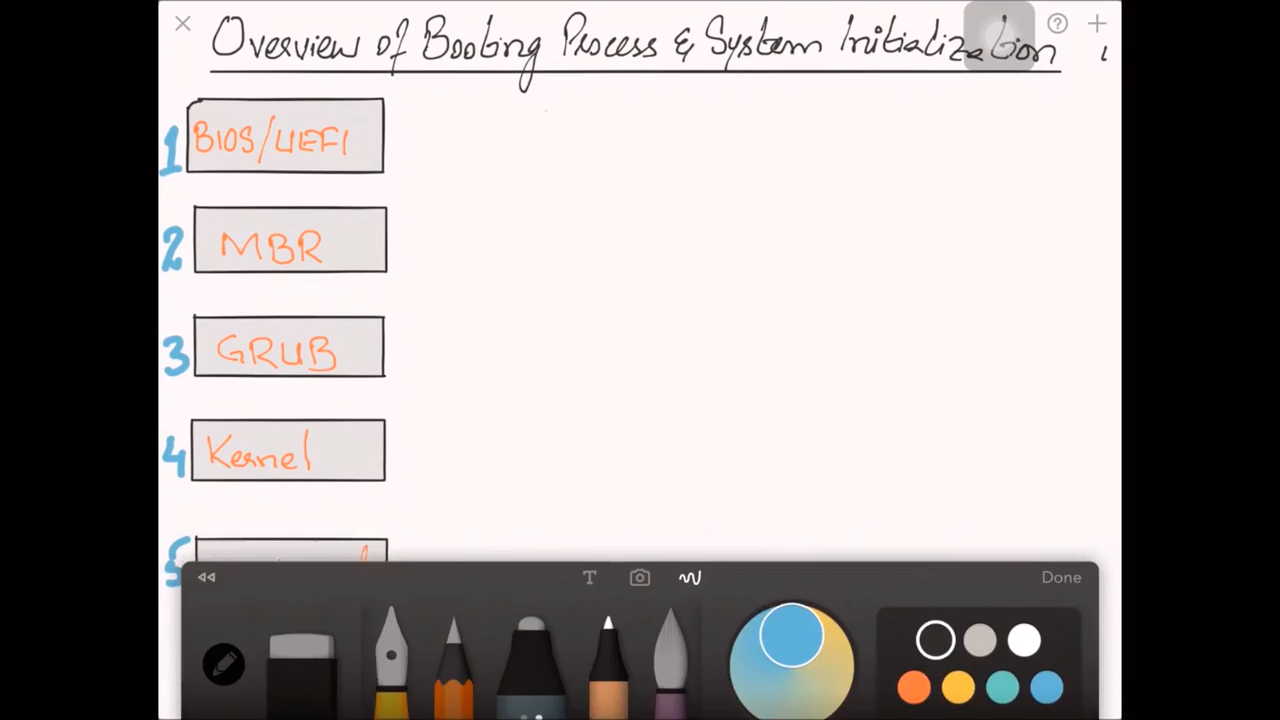 Overview of Booting Process & System Initialization
1 BIOS/UEFI
2 MBR
3 GRUB
4 Kernel
5
T
Done